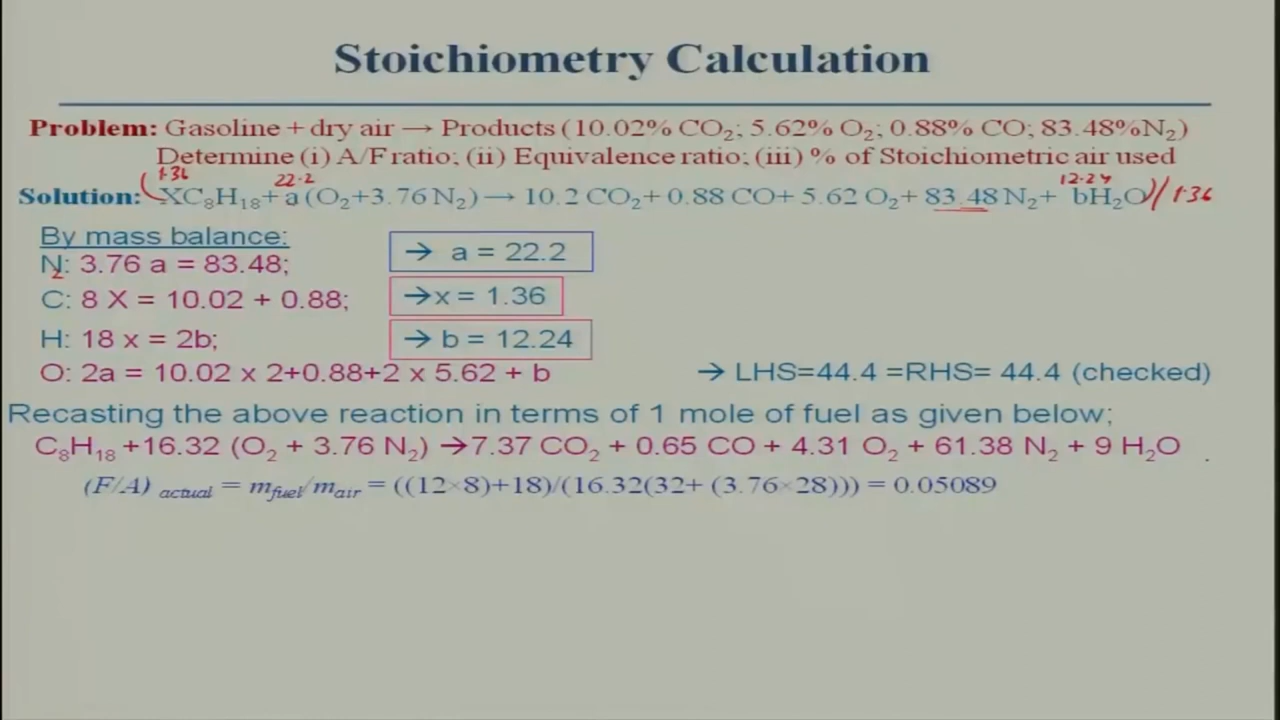 Stoichiometry Calculation
Problem: Gasoline + dry air → Products (10.02% CO₂; 5.62% O₂; 0.88% CO; 83.48%N₂)
Determine (i) A/F ratio; (ii) Equivalence ratio; (iii) % of Stoichiometric air used
1.36 22.2 12.24
Solution: XC₈H₁₈+ a (O₂+3.76 N₂) → 10.2 CO₂+ 0.88 CO+ 5.62 O₂+ 83.48 N₂+ bH₂O)/1.36
By mass balance:
N₂: 3.76 a = 83.48; → a = 22.2
C: 8 X = 10.02 + 0.88; →x = 1.36
H: 18 x = 2b; → b = 12.24
O: 2a = 10.02 x 2+0.88+2 x 5.62 + b → LHS=44.4 =RHS= 44.4 (checked)
Recasting the above reaction in terms of 1 mole of fuel as given below;
C₈H₁₈ +16.32 (O₂ + 3.76 N₂) →7.37 CO₂ + 0.65 CO + 4.31 O₂ + 61.38 N₂ + 9 H₂O .
(F/A) actual = mfuel/mair = ((12×8)+18)/(16.32(32+ (3.76×28))) = 0.05089